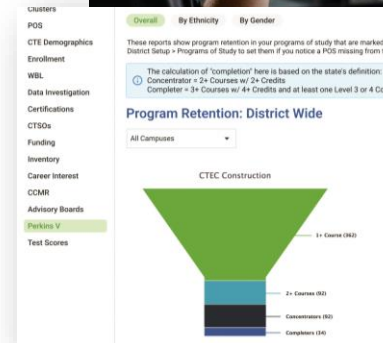 Clusters
POS
CTE Demographics
Enrollment
WBL
Data Investigation
Certifications
CTSOs
Funding
Inventory
Career Interest
CCMR
Advisory Boards
Perkins V
Test Scores
Overall By Ethnicity By Gender
These reports show program retention in your programs of study that are marked
District Setup > Programs of Study to set them if you notice a POS missing from
The calculation of "completion" here is based on the state's definition:
Concentrator = 2+ Courses w/ 2+ Credits
Completer = 3+ Courses w/ 4+ Credits and at least one Level 3 or 4 Co
Program Retention: District Wide
All Campuses
CTEC Construction
1+ Course (362)
2+ Courses (92)
Concentrators (92)
Completers (34)